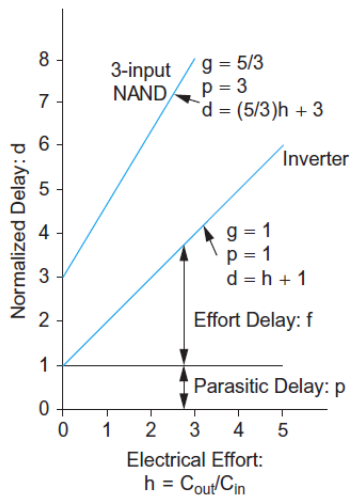 Normalized Delay: d
8
7
6
5
4
3
2
1
0
3-input
NAND
g = 5/3
p = 3
d = (5/3)h + 3
Inverter
g = 1
p = 1
d = h + 1
Effort Delay: f
Parasitic Delay: p
0 1 2 3 4 5
Electrical Effort:
h = Cout/Cin